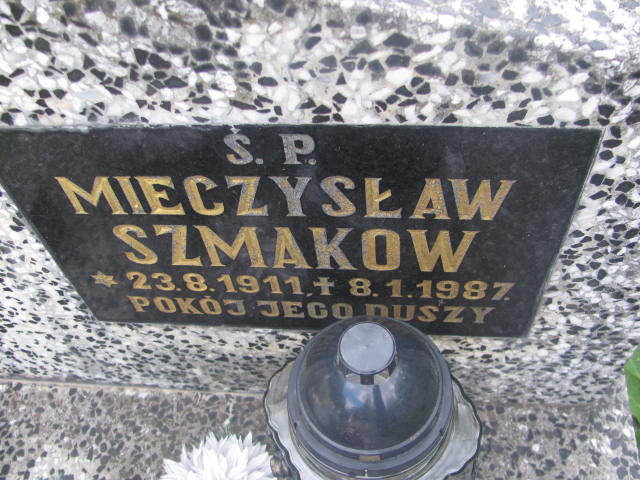 Ś. P.
MIECZYSŁAW
SZMAKOW
* 23.8.1911 ✝ 8.1.1987.
POKÓJ JEGO DUSZY